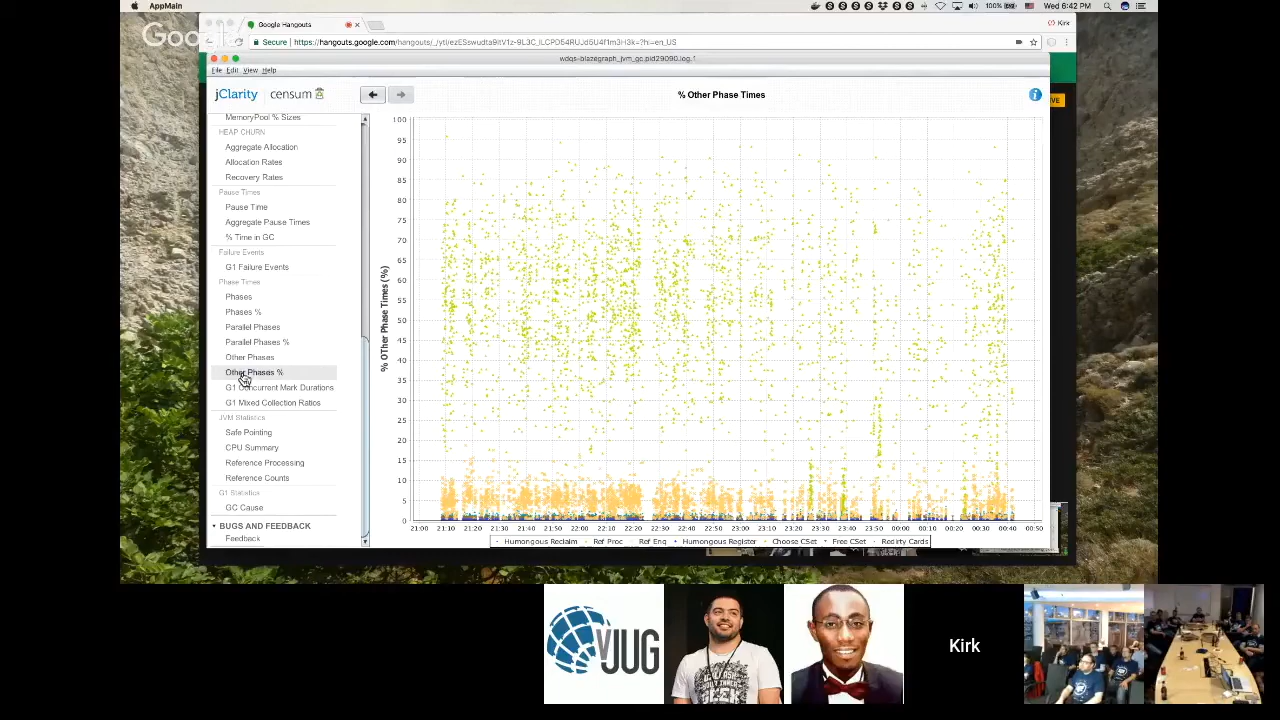 AppMain
100%
Wed 6:42 PM
Google Hangouts
Kirk
Google
Secure
wdqs-blazegraph_jvm_gc.pid29090.log.1
File Edit View Help
jClarity censum
% Other Phase Times
MemoryPool % Sizes
HEAP CHURN
Aggregate Allocation
Allocation Rates
Recovery Rates
Pause Times
Pause Time
Aggregate Pause Times
% Time in GC
Failure Events
G1 Failure Events
Phase Times
Phases
Phases %
Parallel Phases
Parallel Phases %
Other Phases
Other Phases %
G1 Concurrent Mark Durations
G1 Mixed Collection Ratios
JVM Statistics
Safe Pointing
CPU Summary
Reference Processing
Reference Counts
G1 Statistics
GC Cause
BUGS AND FEEDBACK
Feedback
% OTher Phase Times (%)
100
95
90
85
80
75
70
65
60
55
50
45
40
35
30
25
20
15
10
5
0
21:00 21:10 21:20 21:30 21:40 21:50 22:00 22:10 22:20 22:30 22:40 22:50 23:00 23:10 23:20 23:30 23:40 23:50 00:00 00:10 00:20 00:30 00:40 00:50
Humongous Reclaim Ref Proc Ref Enq Humongous Register Choose CSet Free CSet Redirty Cards
vJUG
Kirk